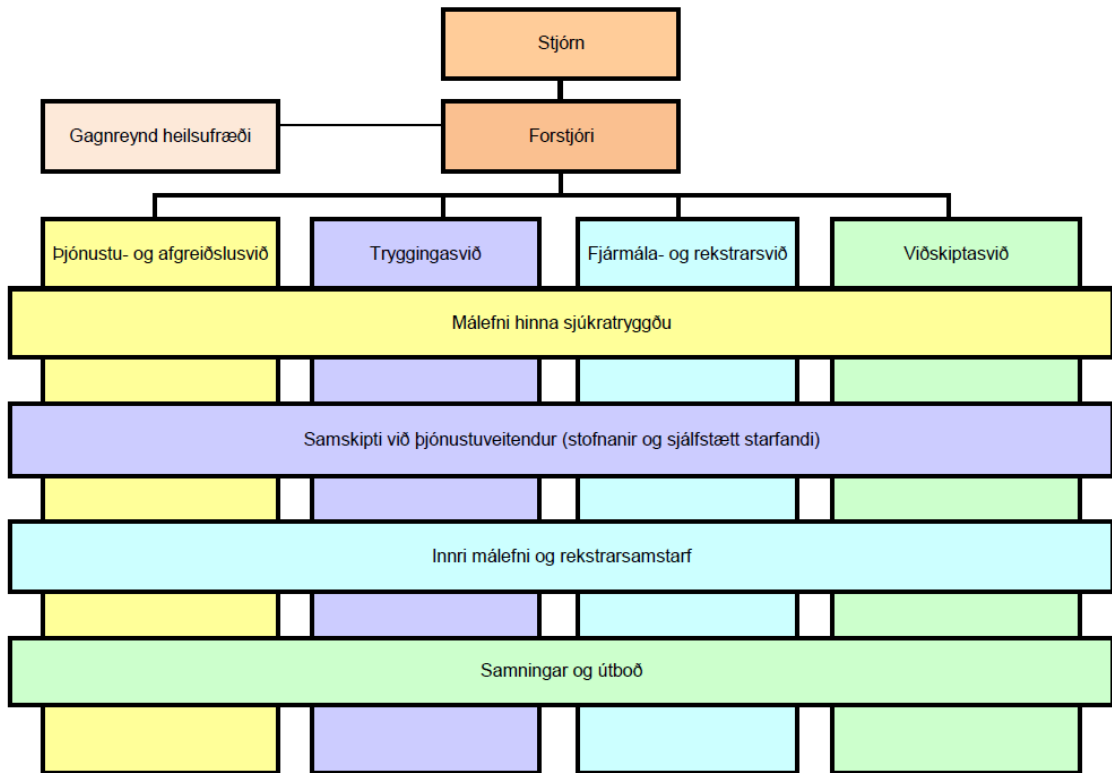 Stjórn
Gagnreynd heilsufræði
Forstjóri
Þjónustu- og afgreiðslusvið
Tryggingasvið
Fjármála- og rekstrarsvið
Viðskiptasvið
Málefni hinna sjúkratryggðu
Samskipti við þjónustuveitendur (stofnanir og sjálfstætt starfandi)
Innri málefni og rekstrarsamstarf
Samningar og útboð